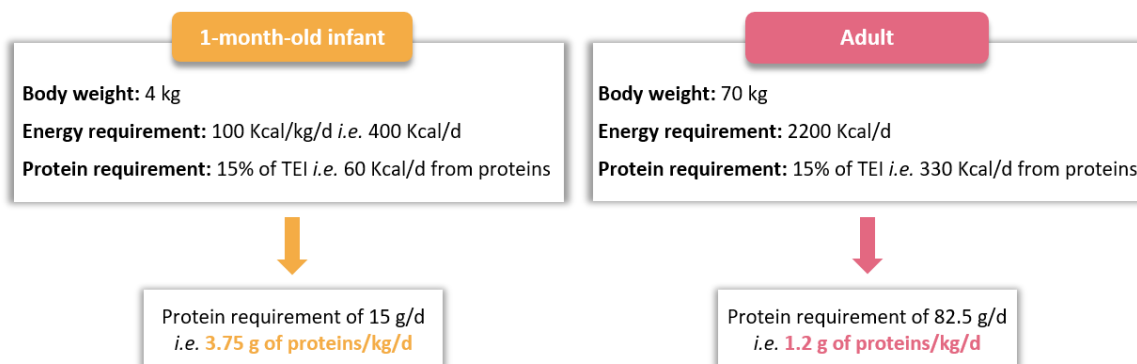 1-month-old infant
Body weight: 4 kg
Energy requirement: 100 Kcal/kg/d i.e. 400 Kcal/d
Protein requirement: 15% of TEI i.e. 60 Kcal/d from proteins
Protein requirement of 15 g/d
i.e. 3.75 g of proteins/kg/d
Adult
Body weight: 70 kg
Energy requirement: 2200 Kcal/d
Protein requirement: 15% of TEI i.e. 330 Kcal/d from proteins
Protein requirement of 82.5 g/d
i.e. 1.2 g of proteins/kg/d